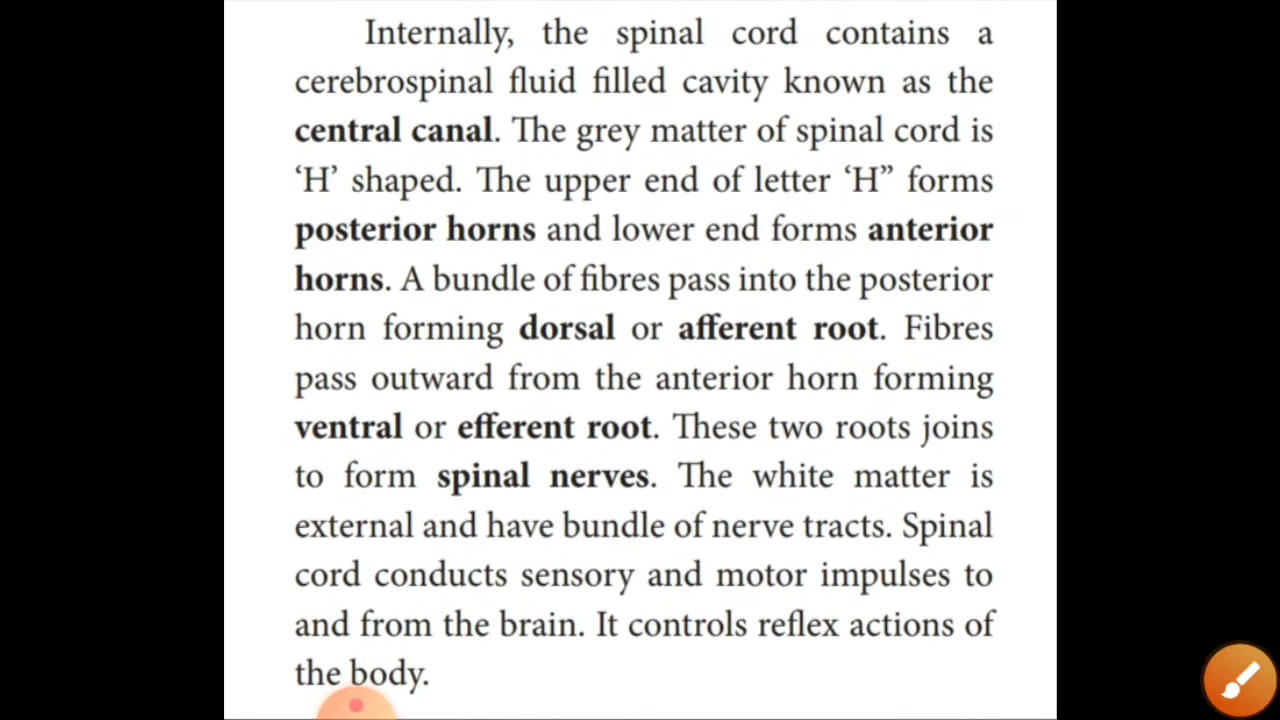 Internally, the spinal cord contains a
cerebrospinal fluid filled cavity known as the
central canal. The grey matter of spinal cord is
‘H’ shaped. The upper end of letter ‘H” forms
posterior horns and lower end forms anterior
horns. A bundle of fibres pass into the posterior
horn forming dorsal or afferent root. Fibres
pass outward from the anterior horn forming
ventral or efferent root. These two roots joins
to form spinal nerves. The white matter is
external and have bundle of nerve tracts. Spinal
cord conducts sensory and motor impulses to
and from the brain. It controls reflex actions of
the body.